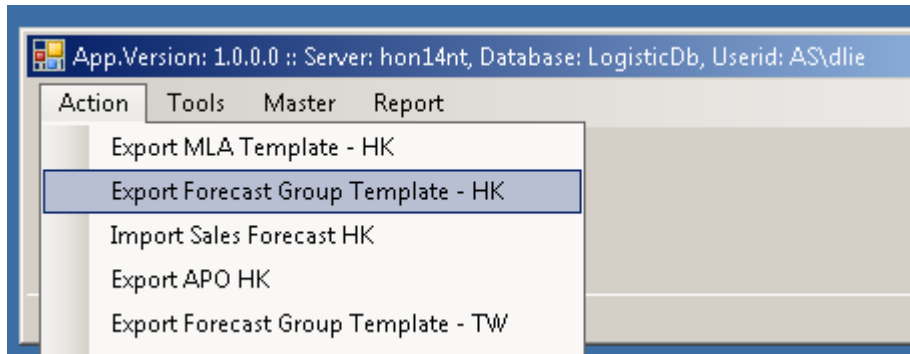 App.Version: 1.0.0.0 :: Server: hon14nt, Database: LogisticDb, Userid: AS\dlie
Action Tools Master Report
Export MLA Template - HK
Export Forecast Group Template - HK
Import Sales Forecast HK
Export APO HK
Export Forecast Group Template - TW